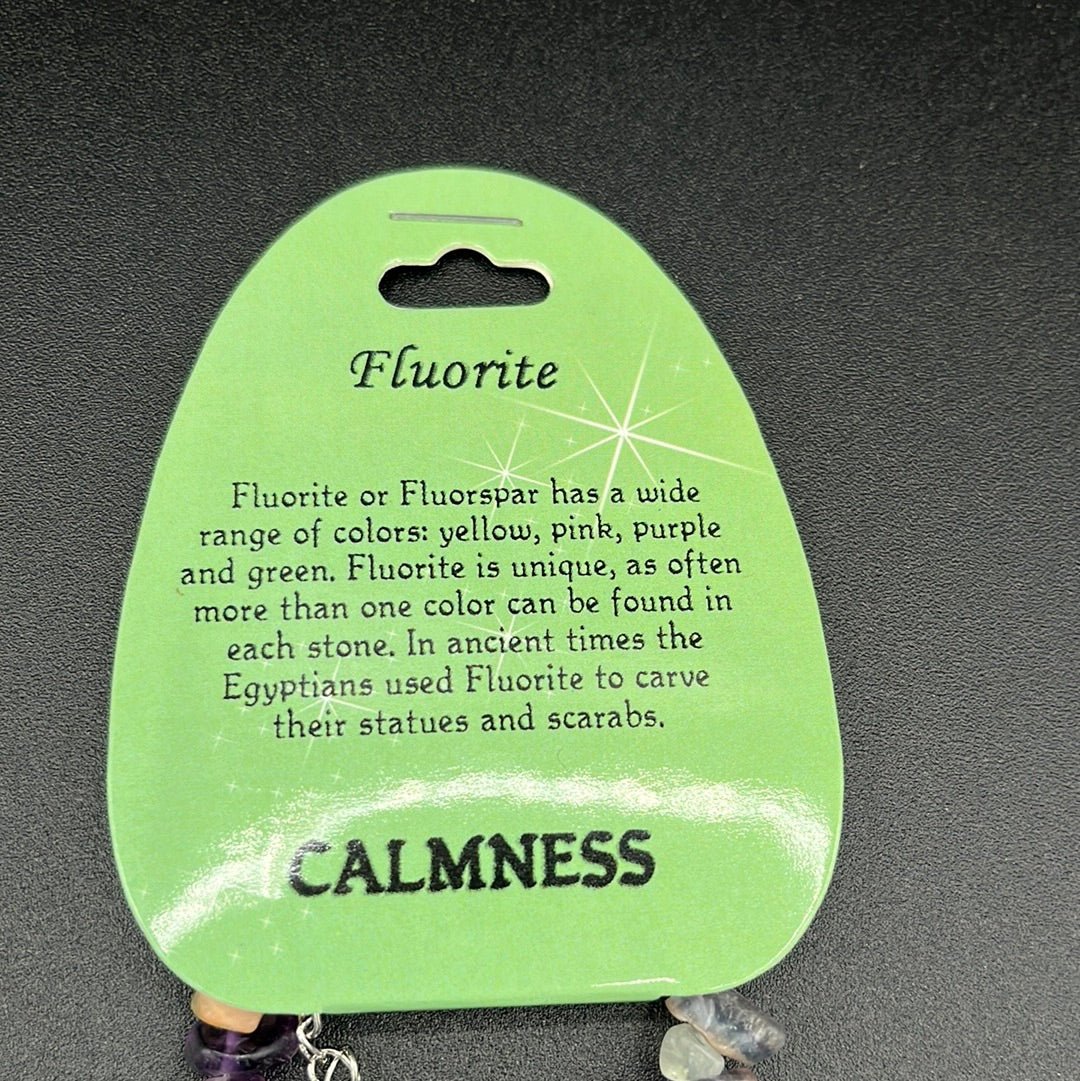 Fluorite
Fluorite or Fluorspar has a wide
range of colors: yellow, pink, purple
and green. Fluorite is unique, as often
more than one color can be found in
each stone. In ancient times the
Egyptians used Fluorite to carve
their statues and scarabs.
CALMNESS